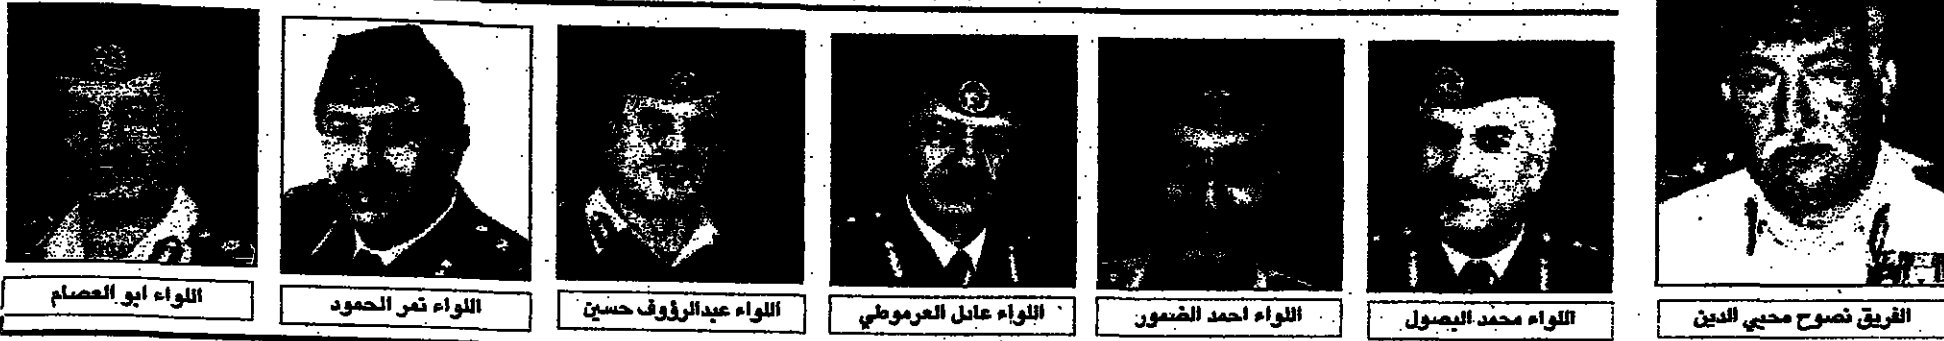 الفريق نصوح محيي الدين
اللواء محمد البصول
اللواء احمد الضمور
اللواء عادل العرموطي
اللواء عبدالرؤوف حسين
اللواء نمر الحمود
اللواء ابو العصام